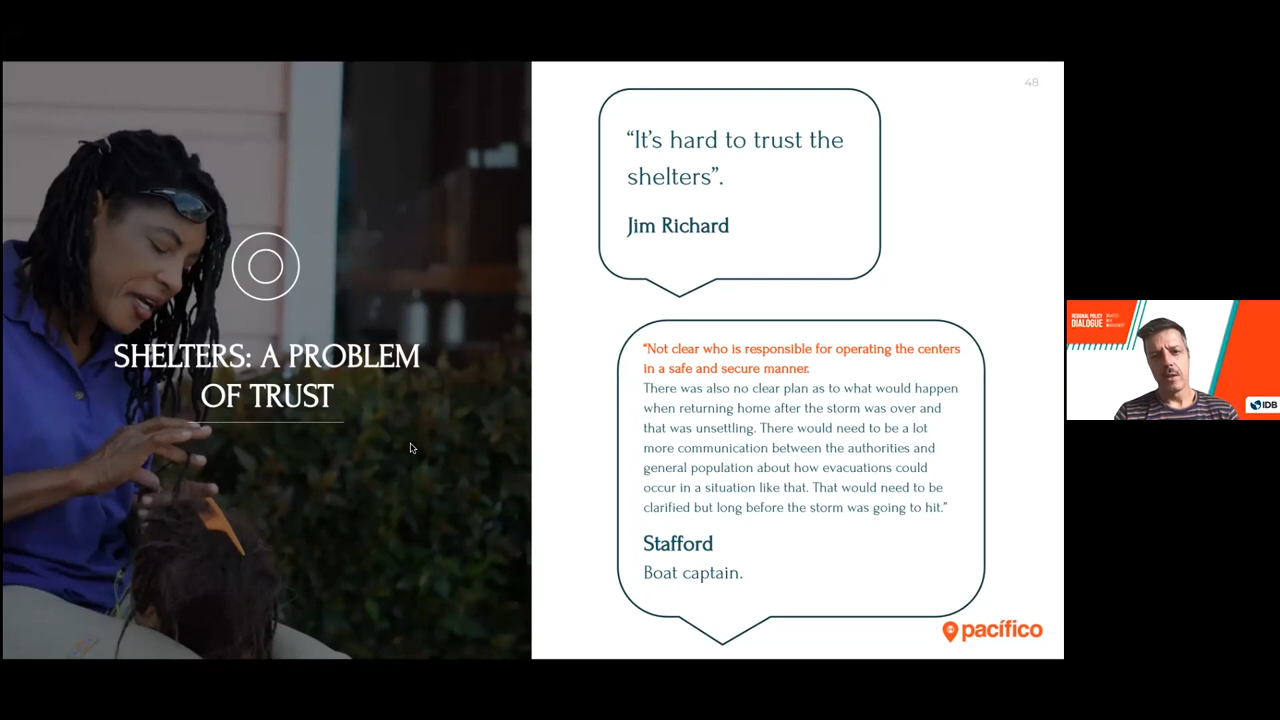 SHELTERS: A PROBLEM
OF TRUST
48
“It’s hard to trust the
shelters”.
Jim Richard
“Not clear who is responsible for operating the centers
in a safe and secure manner.
There was also no clear plan as to what would happen
when returning home after the storm was over and
that was unsettling. There would need to be a lot
more communication between the authorities and
general population about how evacuations could
occur in a situation like that. That would need to be
clarified but long before the storm was going to hit.”
Stafford
Boat captain.
pacífico
REGIONAL POLICY
DIALOGUE
IDB